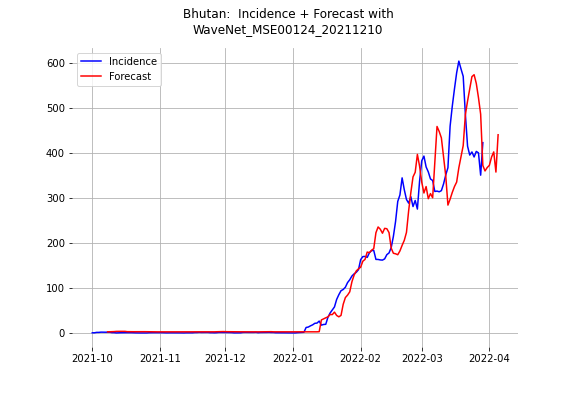 Bhutan:  Incidence + Forecast with
WaveNet_MSE00124_20211210
Incidence
Forecast
600
500
400
300
200
100
0
2021-10 2021-11 2021-12 2022-01 2022-02 2022-03 2022-04